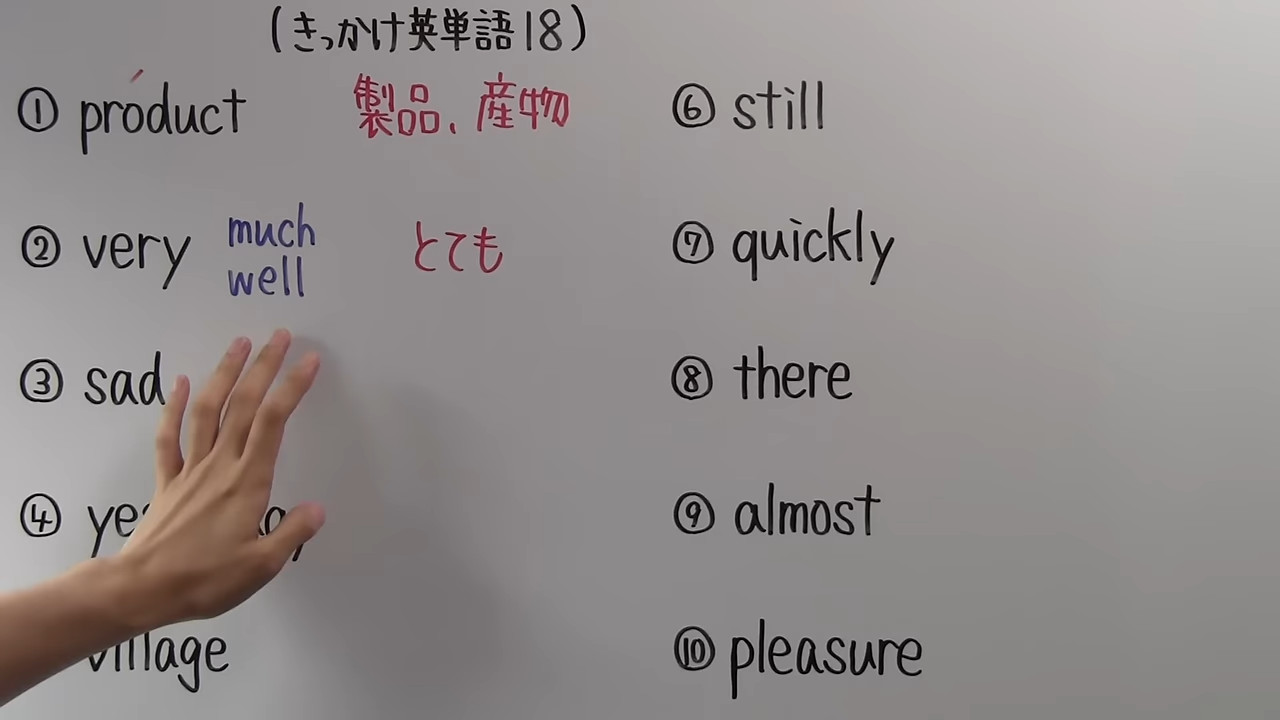 (きっかけ英単語18)
① product 製品、産物
② very much well とても
③ sad
④
village
⑥ still
⑦ quickly
⑧ there
⑨ almost
⑩ pleasure